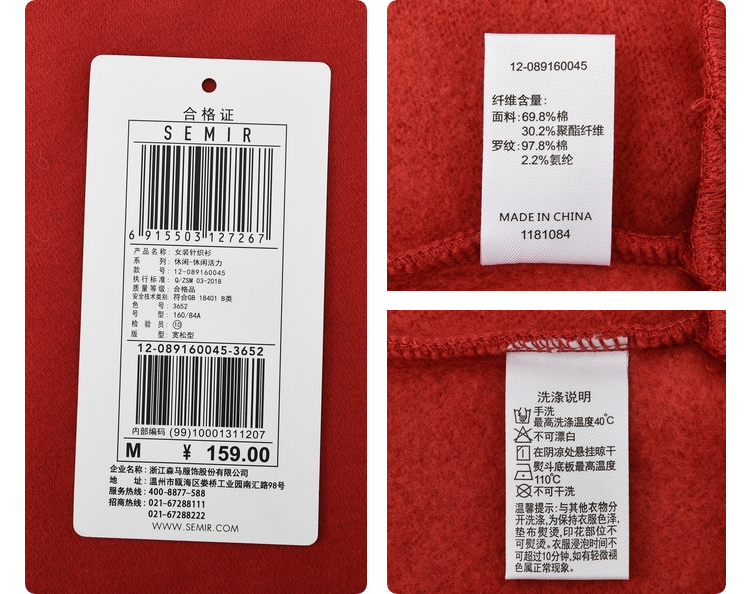 合格证
SEMIR
6 915503 127267
产品名称: 女装针织衫
系 列: 休闲-休闲活力
款 号: 12-089160045
执行标准: Q/ZSM 03-2018
质量等级: 合格品
安全技术类别: 符合GB 18401 B类
色 号: 3652
号 型: 160/84A
检 验 员: ⑩
版 型: 宽松型
12-089160045-3652
内部编码 (99)10001311207
M ¥ 159.00
企业名称: 浙江森马服饰股份有限公司
地 址: 温州市瓯海区娄桥工业园南汇路98号
服务热线: 400-8877-588
招商热线: 021-67288111
021-67288222
WWW.SEMIR.COM
12-089160045
纤维含量:
面料:69.8%棉
30.2%聚酯纤维
罗纹:97.8%棉
2.2%氨纶
MADE IN CHINA
1181084
洗涤说明
手洗
最高洗涤温度40℃
不可漂白
在阴凉处悬挂晾干
熨斗底板最高温度
110℃
不可干洗
温馨提示:与其他衣物分
开洗涤,为保持衣服色泽,
垫布熨烫,印花部位不
可熨烫。衣服浸泡时间不
可超过10分钟,如有轻微褪
色属正常现象。